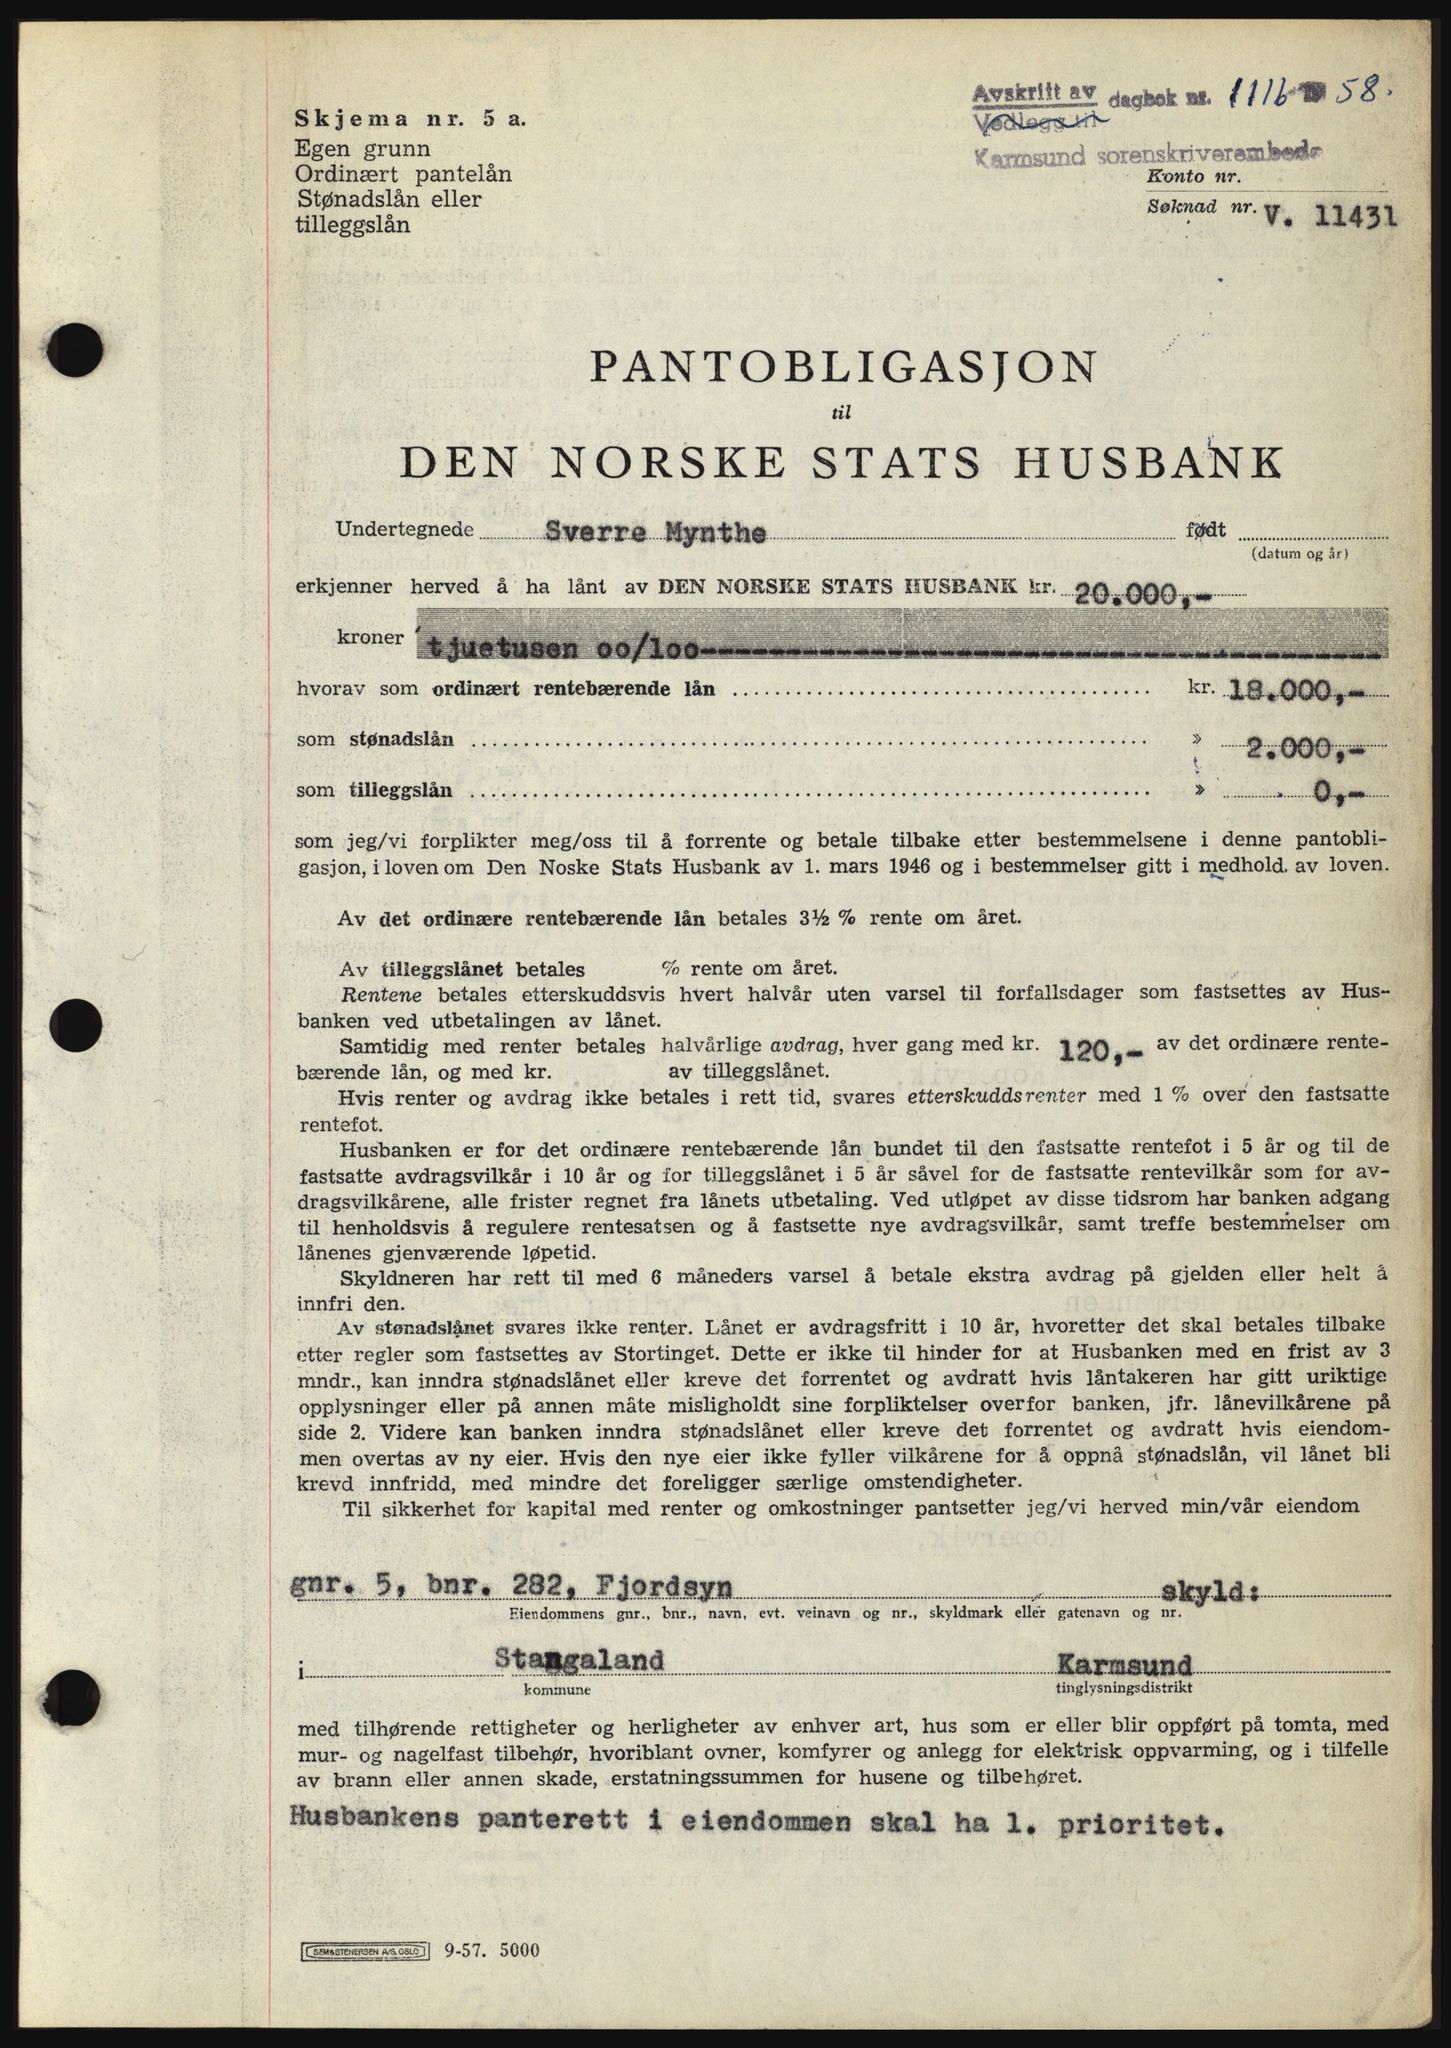 Avskrift av dagbok nr. 1116 19 58.
Vedlegg til
Karmsund sorenskriverembede
Konto nr.
Søknad nr. V. 11431
Skjema nr. 5 a.
Egen grunn
Ordinært pantelån
Stønadslån eller
tilleggslån
PANTOBLIGASJON
til
DEN NORSKE STATS HUSBANK
Undertegnede Sverre Mynthe født
(datum og år)
erkjenner herved å ha lånt av DEN NORSKE STATS HUSBANK kr. 20.000,-
kroner tjuetusen oo/loo
hvorav som ordinært rentebærende lån kr. 18.000,-
som stønadslån » 2.000,-
som tilleggslån » 0,-
som jeg/vi forplikter meg/oss til å forrente og betale tilbake etter bestemmelsene i denne pantobli-
gasjon, i loven om Den Noske Stats Husbank av 1. mars 1946 og i bestemmelser gitt i medhold av loven.
Av det ordinære rentebærende lån betales 3½ % rente om året.
Av tilleggslånet betales % rente om året.
Rentene betales etterskuddsvis hvert halvår uten varsel til forfallsdager som fastsettes av Hus-
banken ved utbetalingen av lånet.
Samtidig med renter betales halvårlige avdrag, hver gang med kr. 120,- av det ordinære rente-
bærende lån, og med kr. av tilleggslånet.
Hvis renter og avdrag ikke betales i rett tid, svares etterskuddsrenter med 1 % over den fastsatte
rentefot.
Husbanken er for det ordinære rentebærende lån bundet til den fastsatte rentefot i 5 år og til de
fastsatte avdragsvilkår i 10 år og for tilleggslånet i 5 år såvel for de fastsatte rentevilkår som for av-
dragsvilkårene, alle frister regnet fra lånets utbetaling. Ved utløpet av disse tidsrom har banken adgang
til henholdsvis å regulere rentesatsen og å fastsette nye avdragsvilkår, samt treffe bestemmelser om
lånenes gjenværende løpetid.
Skyldneren har rett til med 6 måneders varsel å betale ekstra avdrag på gjelden eller helt å
innfri den.
Av stønadslånet svares ikke renter. Lånet er avdragsfritt i 10 år, hvoretter det skal betales tilbake
etter regler som fastsettes av Stortinget. Dette er ikke til hinder for at Husbanken med en frist av 3
mndr., kan inndra stønadslånet eller kreve det forrentet og avdratt hvis låntakeren har gitt uriktige
opplysninger eller på annen måte misligholdt sine forpliktelser overfor banken, jfr. lånevilkårene på
side 2. Videre kan banken inndra stønadslånet eller kreve det forrentet og avdratt hvis eiendom-
men overtas av ny eier. Hvis den nye eier ikke fyller vilkårene for å oppnå stønadslån, vil lånet bli
krevd innfridd, med mindre det foreligger særlige omstendigheter.
Til sikkerhet for kapital med renter og omkostninger pantsetter jeg/vi herved min/vår eiendom
gnr. 5, bnr. 282, Fjordsyn skyld:
Eiendommens gnr., bnr., navn, evt. veinavn og nr., skyldmark eller gatenavn og nr.
i Stangaland Karmsund
kommune tinglysningsdistrikt
med tilhørende rettigheter og herligheter av enhver art, hus som er eller blir oppført på tomta, med
mur- og nagelfast tilbehør, hvoriblant ovner, komfyrer og anlegg for elektrisk oppvarming, og i tilfelle
av brann eller annen skade, erstatningssummen for husene og tilbehøret.
Husbankens panterett i eiendommen skal ha 1. prioritet.
SEM & STENERSEN A/S. OSLO 9-57. 5000